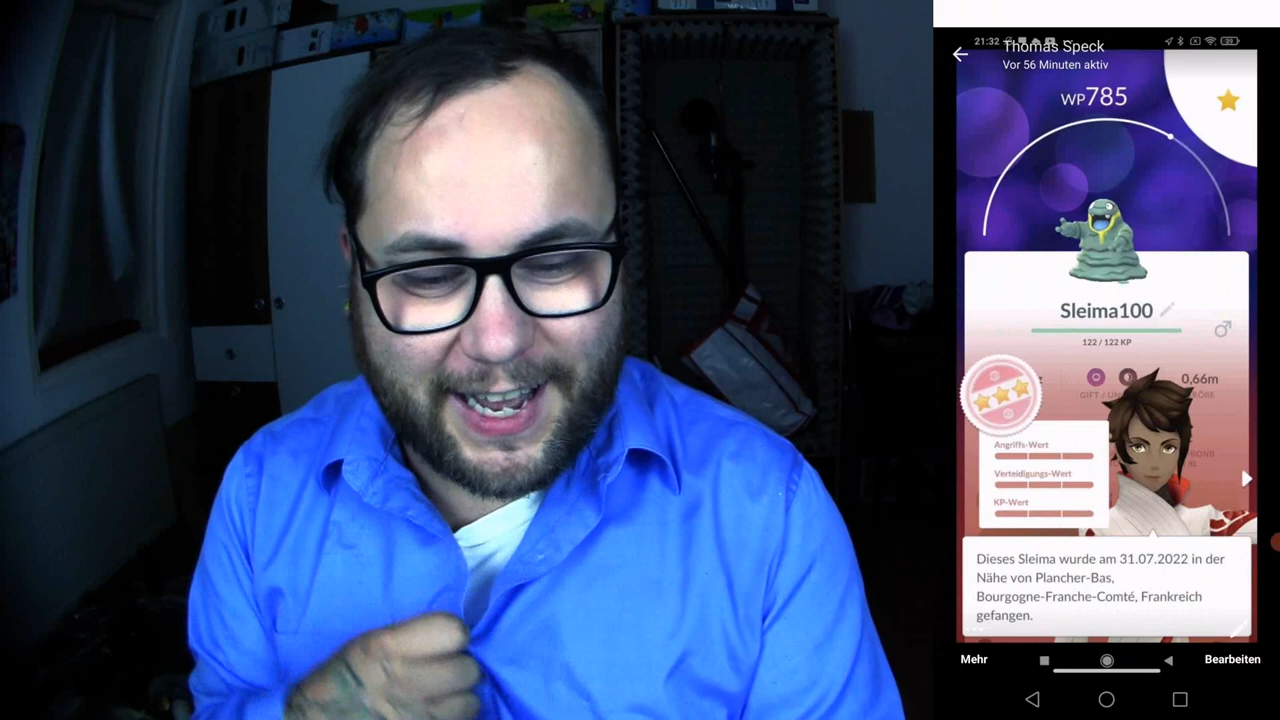 21:32
Thomas Speck
Vor 56 Minuten aktiv
WP785
Sleima100
122 / 122 KP
0,66m
GIFT / UN
Angriffs-Wert
Verteidigungs-Wert
KP-Wert
Dieses Sleima wurde am 31.07.2022 in der
Nähe von Plancher-Bas,
Bourgogne-Franche-Comté, Frankreich
gefangen.
Mehr
Bearbeiten